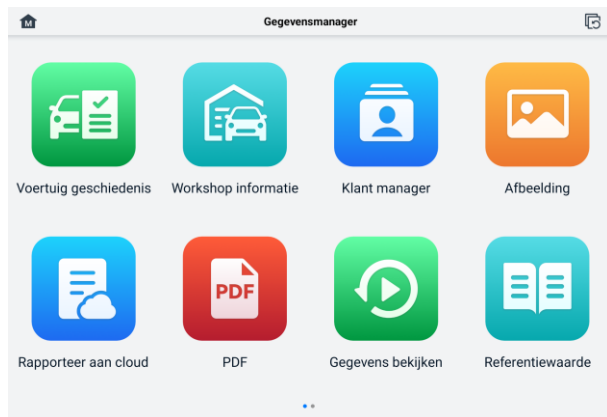 M
Gegevensmanager
Voertuig geschiedenis
Workshop informatie
Klant manager
Afbeelding
PDF
Rapporteer aan cloud
PDF
Gegevens bekijken
Referentiewaarde